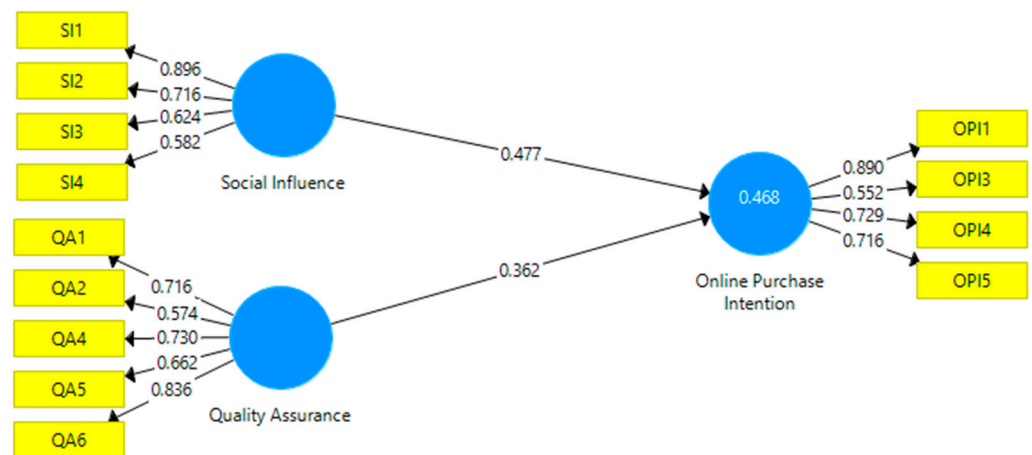 SI1
0.896
SI2
0.716
SI3
0.624
0.582
SI4
Social Influence
QA1
0.716
QA2
0.574
QA4
0.730
0.662
QA5
0.836
QA6
Quality Assurance
0.477
0.362
0.468
Online Purchase
Intention
OPI1
0.890
OPI3
0.552
0.729
OPI4
0.716
OPI5